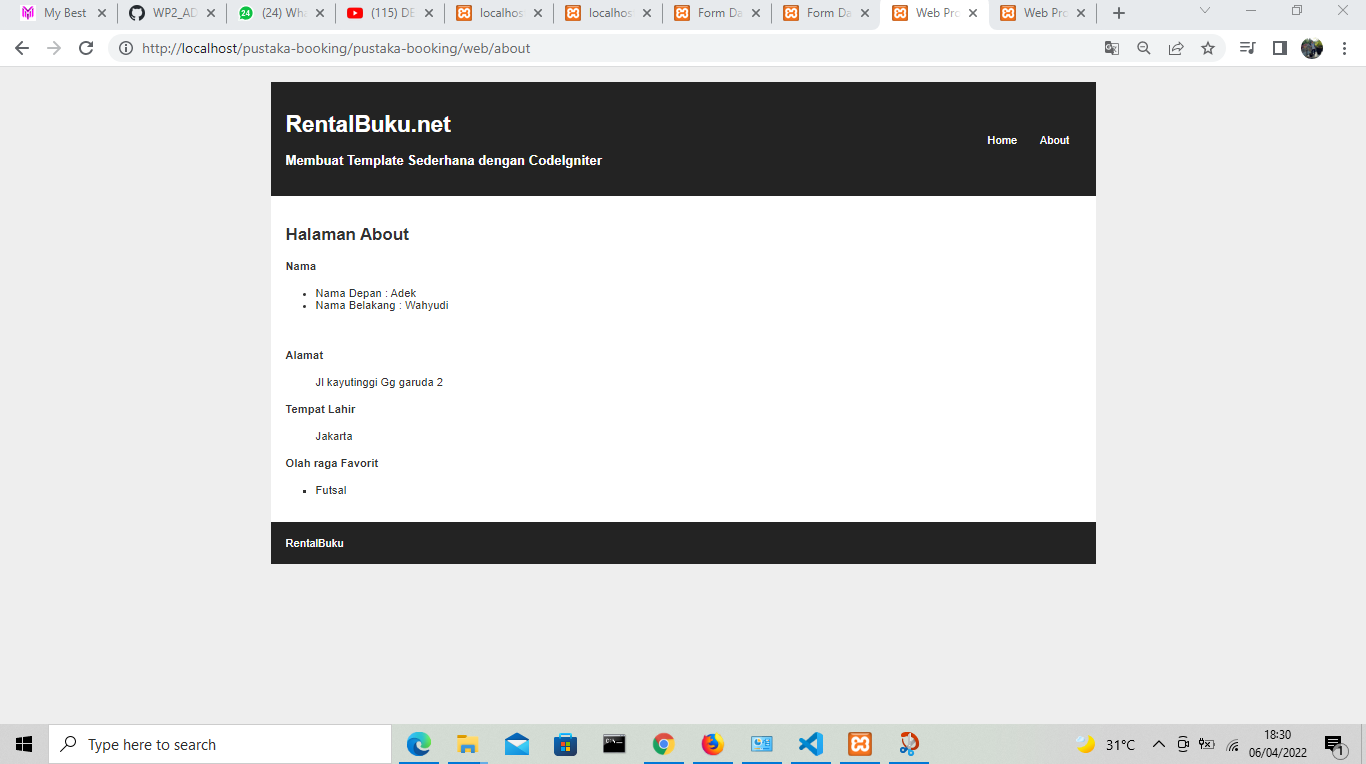 My Best
WP2_AD
(24) Wha
(115) DE
localhos
localhos
Form Da
Form Da
Web Pro
Web Pro
http://localhost/pustaka-booking/pustaka-booking/web/about
RentalBuku.net
Home About
Membuat Template Sederhana dengan CodeIgniter
Halaman About
Nama
Nama Depan : Adek
Nama Belakang : Wahyudi
Alamat
Jl kayutinggi Gg garuda 2
Tempat Lahir
Jakarta
Olah raga Favorit
Futsal
RentalBuku
Type here to search
31°C
18:30
06/04/2022
1